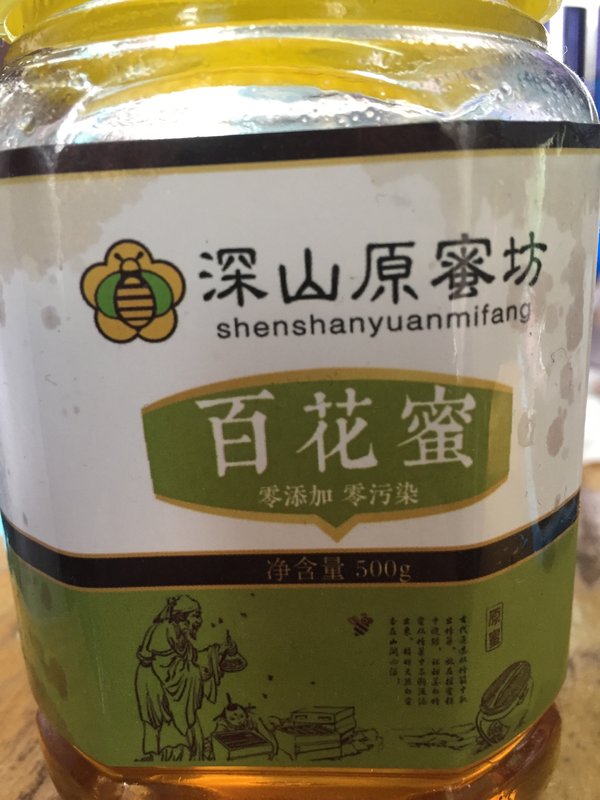 深山原蜜坊
shenshanyuanmifang
百花蜜
零添加 零污染
净含量 500g
原蜜